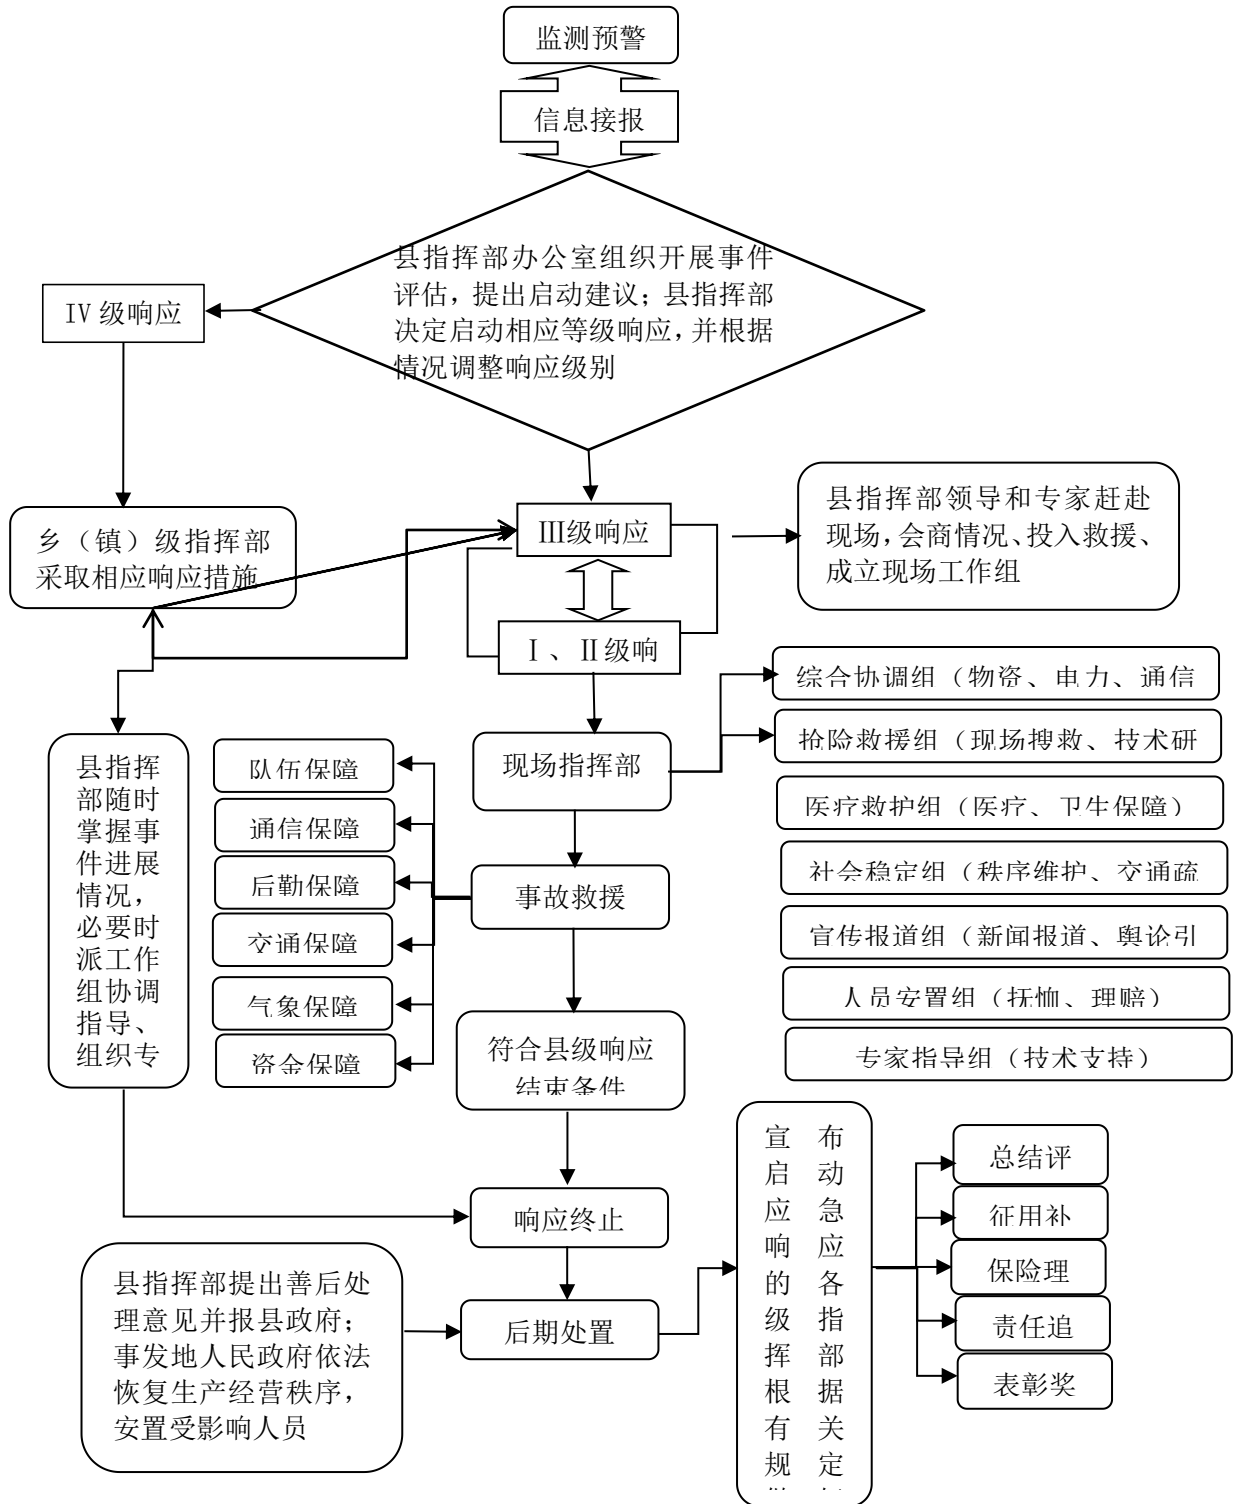 监测预警
信息接报
县指挥部办公室组织开展事件
评估，提出启动建议；县指挥部
决定启动相应等级响应，并根据
情况调整响应级别
IV 级响应
乡（镇）级指挥部
采取相应响应措施
III级响应
县指挥部领导和专家赶赴
现场，会商情况、投入救援、
成立现场工作组
Ⅰ、Ⅱ级响
现场指挥部
综合协调组（物资、电力、通信
抢险救援组（现场搜救、技术研
医疗救护组（医疗、卫生保障）
社会稳定组（秩序维护、交通疏
宣传报道组（新闻报道、舆论引
人员安置组（抚恤、理赔）
专家指导组（技术支持）
县指挥
部随时
掌握事
件进展
情况，
必要时
派工作
组协调
指导、
组织专
队伍保障
通信保障
后勤保障
交通保障
气象保障
资金保障
事故救援
符合县级响应
结束条件
响应终止
后期处置
县指挥部提出善后处
理意见并报县政府；
事发地人民政府依法
恢复生产经营秩序，
安置受影响人员
宣布
启动
应急
响应
的各
级指
挥部
根据
有关
规定
总结评
征用补
保险理
责任追
表彰奖